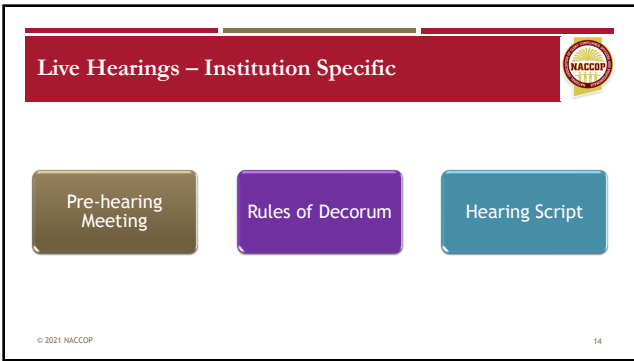 Live Hearings – Institution Specific
NACCOP
Pre-hearing
Meeting
Rules of Decorum
Hearing Script
© 2021 NACCOP
14